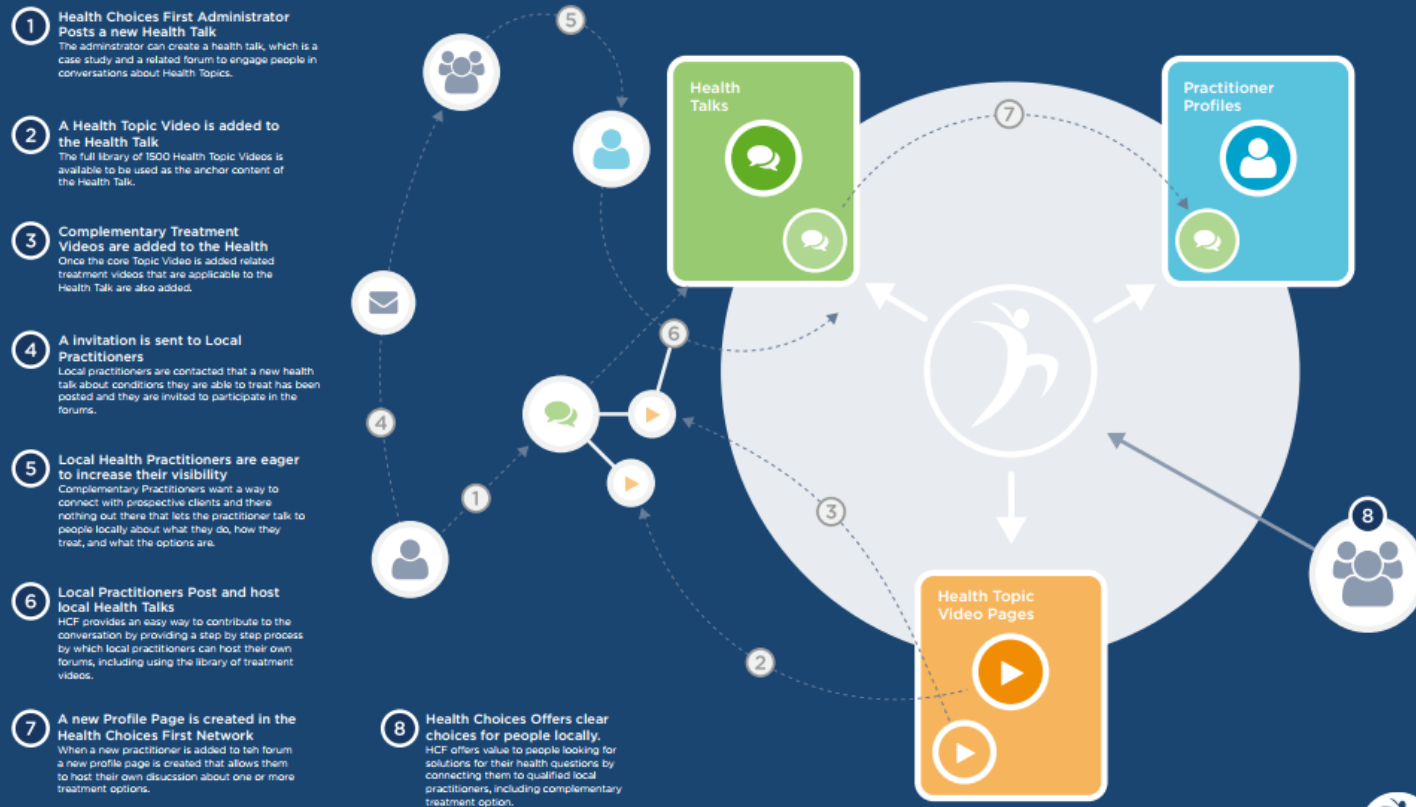 1
Health Choices First Administrator
Posts a new Health Talk
The adminstrator can create a health talk, which is a
case study and a related forum to engage people in
conversations about Health Topics.
2
A Health Topic Video is added to
the Health Talk
The full library of 1500 Health Topic Videos is
available to be used as the anchor content of
the Health Talk.
3
Complementary Treatment
Videos are added to the Health
Once the core Topic Video is added related
treatment videos that are applicable to the
Health Talk are also added.
4
A invitation is sent to Local
Practitioners
Local practitioners are contacted that a new health
talk about conditions they are able to treat has been
posted and they are invited to participate in the
forums.
5
Local Health Practitioners are eager
to increase their visibility
Complementary Practitioners want a way to
connect with prospective clients and there
nothing out there that lets the practitioner talk to
people locally about what they do, how they
treat, and what the options are.
6
Local Practitioners Post and host
local Health Talks
HCF provides an easy way to contribute to the
conversation by providing a step by step process
by which local practitioners can host their own
forums, including using the library of treatment
videos.
7
A new Profile Page is created in the
Health Choices First Network
When a new practitioner is added to teh forum
a new profile page is created that allows them
to host their own disucssion about one or more
treatment options.
8
Health Choices Offers clear
choices for people locally.
HCF offers value to people looking for
solutions for their health questions by
connecting them to qualified local
practitioners, including complementary
treatment option.
5
Health
Talks
7
Practitioner
Profiles
6
4
1
3
2
8
Health Topic
Video Pages